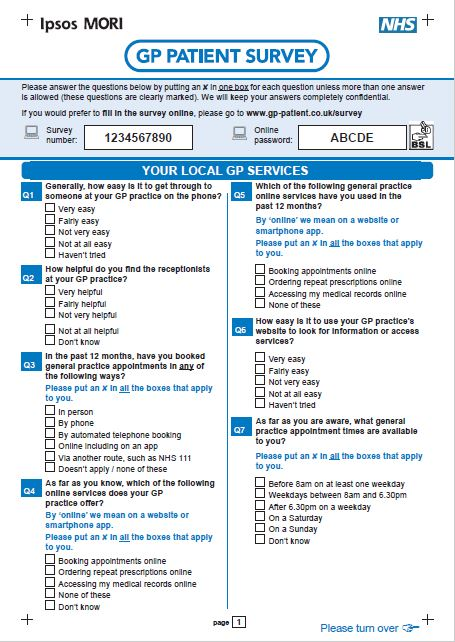 Ipsos MORI
NHS
GP PATIENT SURVEY
Please answer the questions below by putting an ✗ in one box for each question unless more than one answer
is allowed (these questions are clearly marked). We will keep your answers completely confidential.
If you would prefer to fill in the survey online, please go to www.gp-patient.co.uk/survey
Survey
number:
1234567890
Online
password:
ABCDE
BSL
YOUR LOCAL GP SERVICES
Q1
Generally, how easy is it to get through to
someone at your GP practice on the phone?
Very easy
Fairly easy
Not very easy
Not at all easy
Haven't tried
Q2
How helpful do you find the receptionists
at your GP practice?
Very helpful
Fairly helpful
Not very helpful
Not at all helpful
Don't know
Q3
In the past 12 months, have you booked
general practice appointments in any of
the following ways?
Please put an ✗ in all the boxes that apply
to you.
In person
By phone
By automated telephone booking
Online including on an app
Via another route, such as NHS 111
Doesn't apply / none of these
Q4
As far as you know, which of the following
online services does your GP
practice offer?
By 'online' we mean on a website or
smartphone app.
Please put an ✗ in all the boxes that apply
to you.
Booking appointments online
Ordering repeat prescriptions online
Accessing my medical records online
None of these
Don't know
Q5
Which of the following general practice
online services have you used in the
past 12 months?
By 'online' we mean on a website or
smartphone app.
Please put an ✗ in all the boxes that apply
to you.
Booking appointments online
Ordering repeat prescriptions online
Accessing my medical records online
None of these
Q6
How easy is it to use your GP practice's
website to look for information or access
services?
Very easy
Fairly easy
Not very easy
Not at all easy
Haven't tried
Q7
As far as you are aware, what general
practice appointment times are available
to you?
Please put an ✗ in all the boxes that apply
to you.
Before 8am on at least one weekday
Weekdays between 8am and 6.30pm
After 6.30pm on a weekday
On a Saturday
On a Sunday
Don't know
page 1
Please turn over